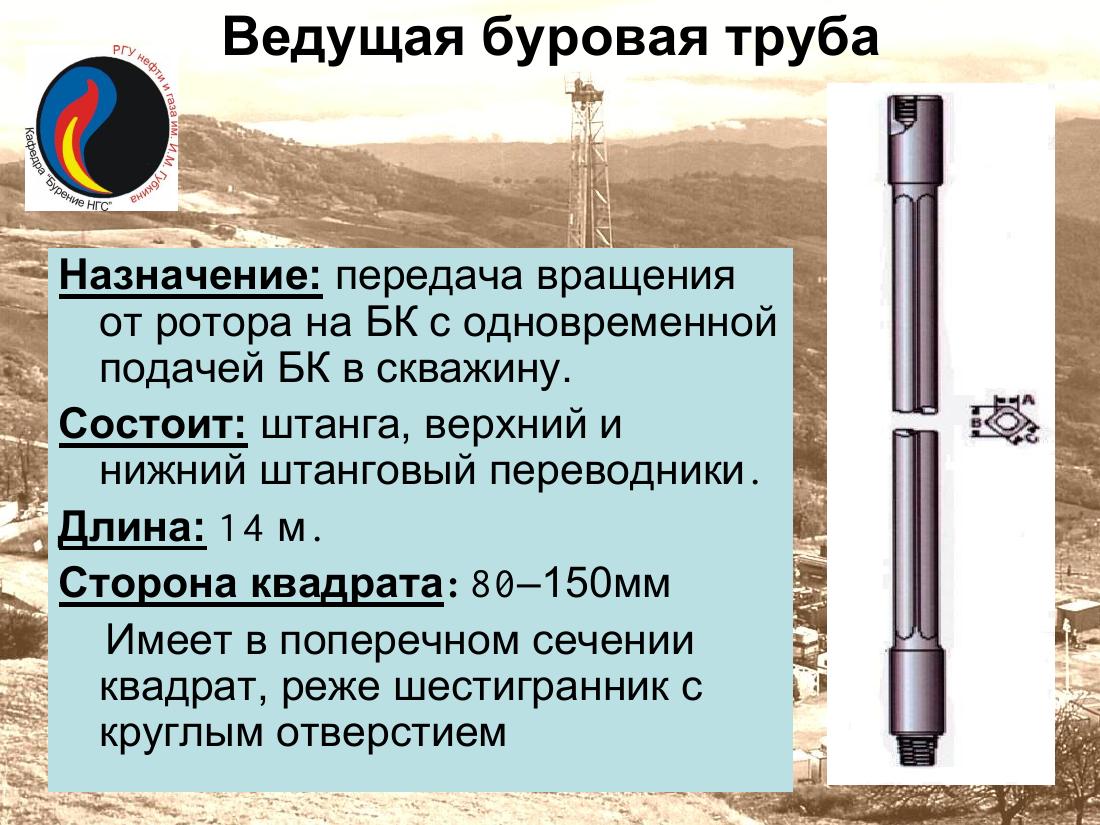 Ведущая буровая труба
РГУ нефти и газа им. И.М. Губкина
Кафедра "Бурение НГС"
Назначение: передача вращения
от ротора на БК с одновременной
подачей БК в скважину.
Состоит: штанга, верхний и
нижний штанговый переводники.
Длина: 14 м.
Сторона квадрата: 80–150мм
Имеет в поперечном сечении
квадрат, реже шестигранник с
круглым отверстием
A
B
C